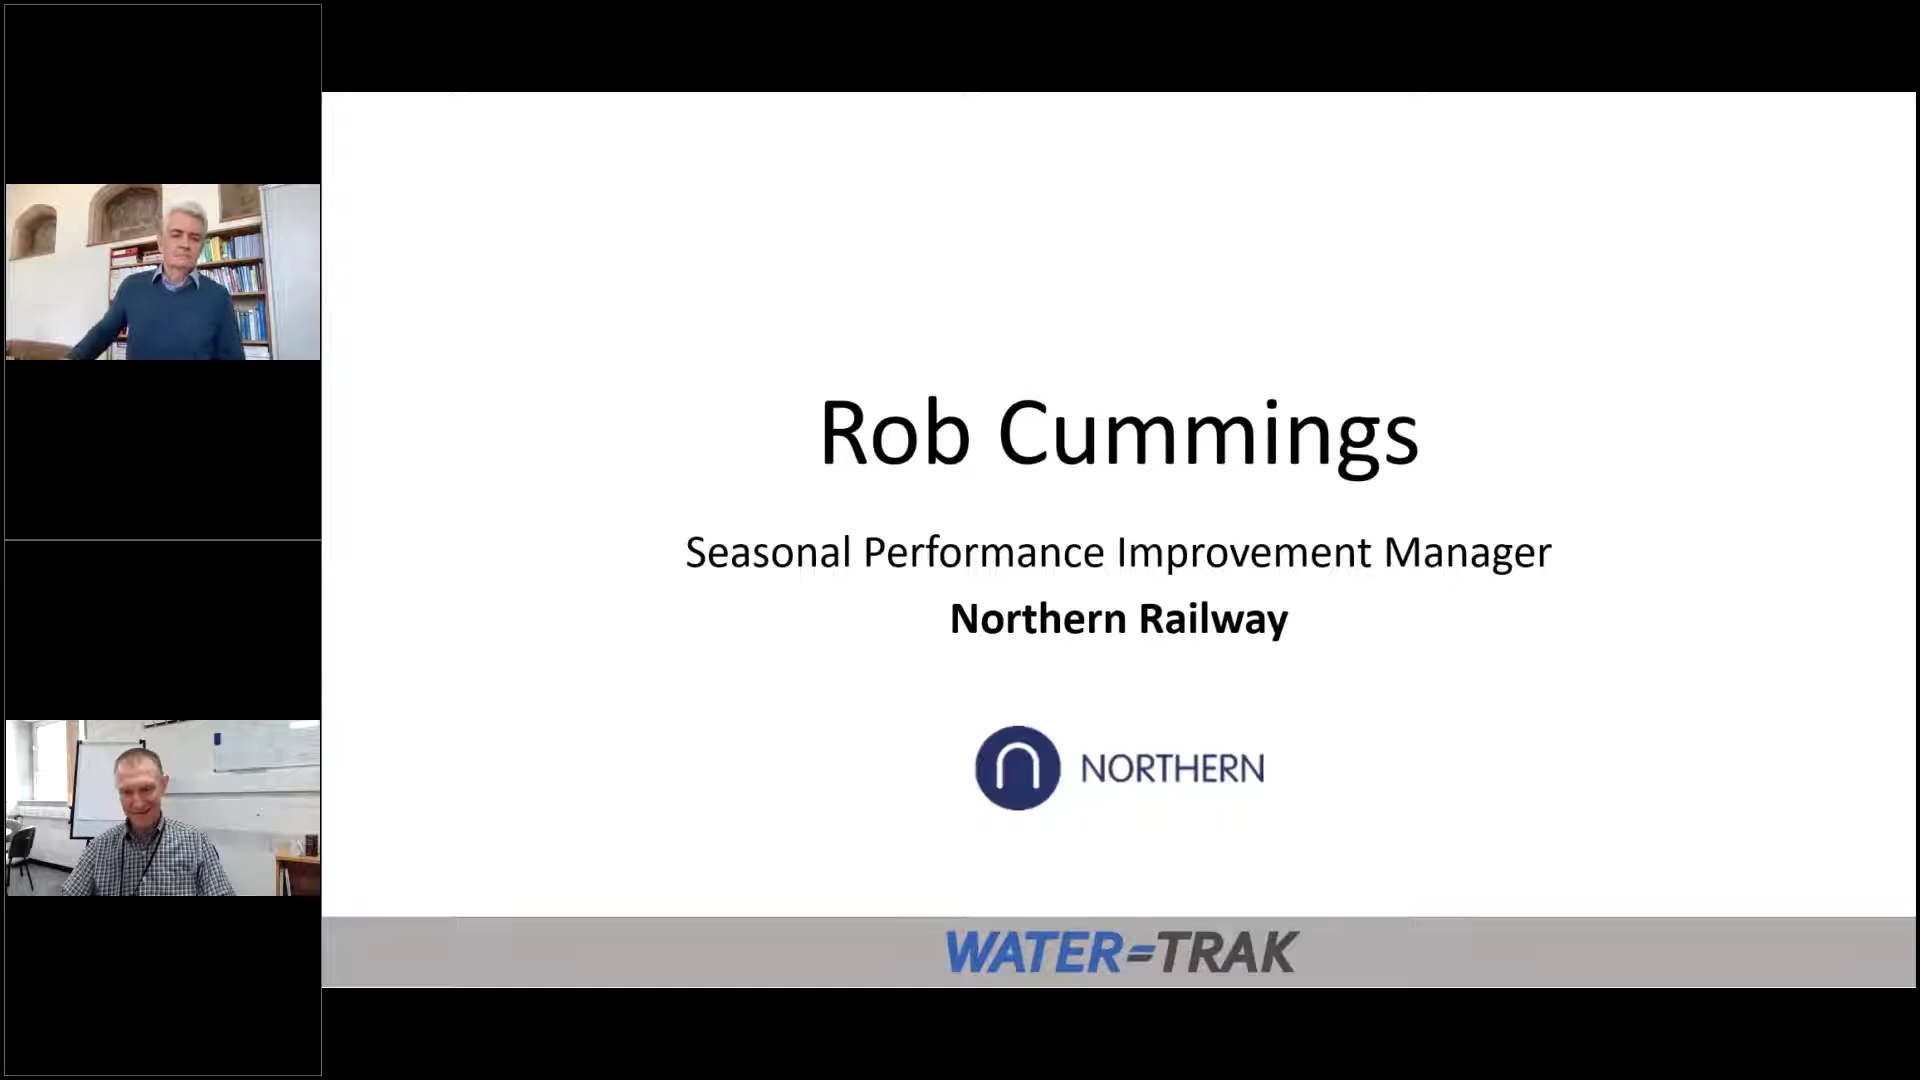 Rob Cummings
Seasonal Performance Improvement Manager
Northern Railway
NORTHERN
WATER=TRAK